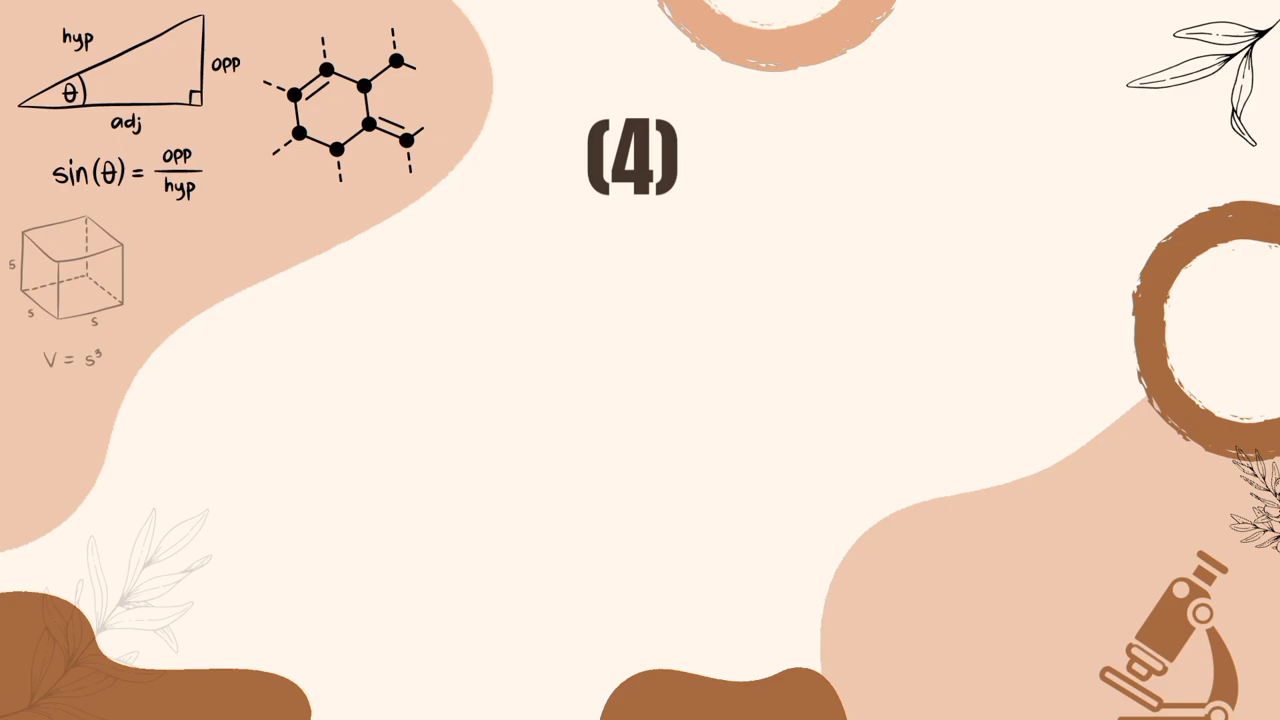 hyp
opp
θ
adj
sin(θ) = opp/hyp
(4)
s
s
s
V = s³